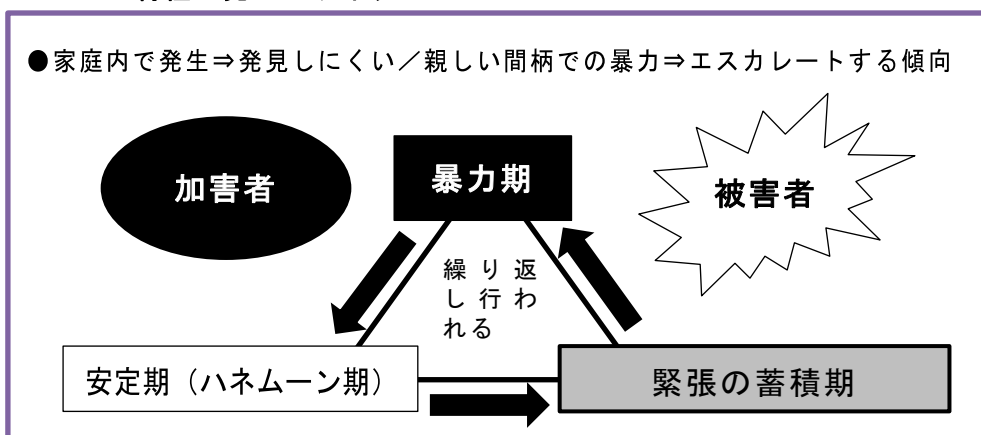 ●家庭内で発生⇒発見しにくい／親しい間柄での暴力⇒エスカレートする傾向
加害者
暴力期
被害者
繰り返
し行わ
れる
安定期（ハネムーン期）
緊張の蓄積期